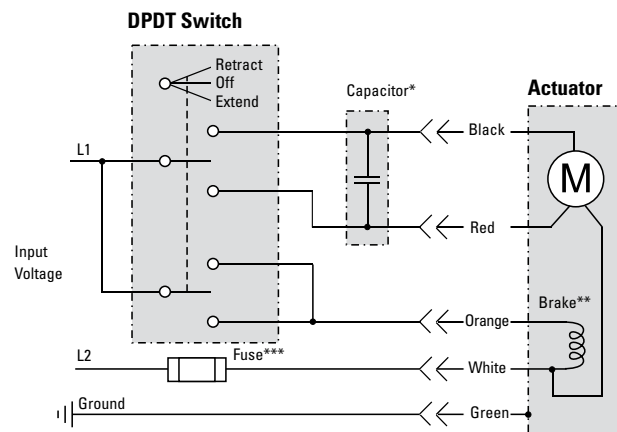 DPDT Switch
Retract
Off
Extend
Capacitor*
Actuator
L1
Black
M
Red
Input
Voltage
Brake**
Orange
L2
Fuse***
White
Ground
Green